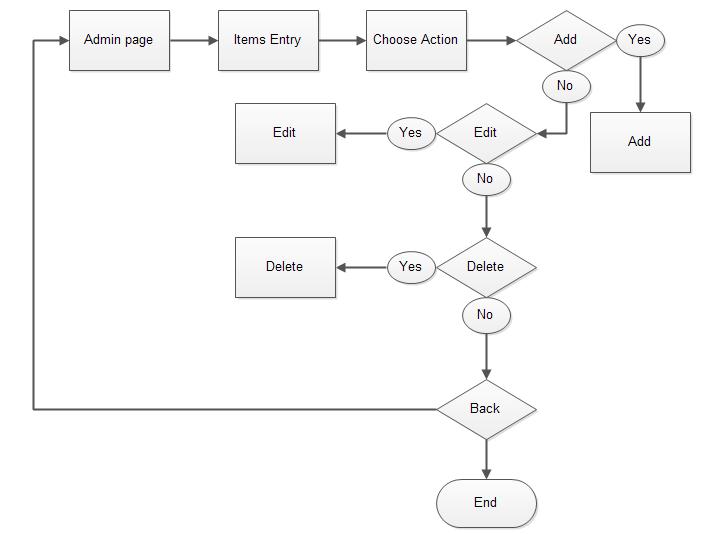 Admin page
Items Entry
Choose Action
Add
Yes
No
Edit
Yes
Edit
Add
No
Delete
Yes
Delete
No
Back
End